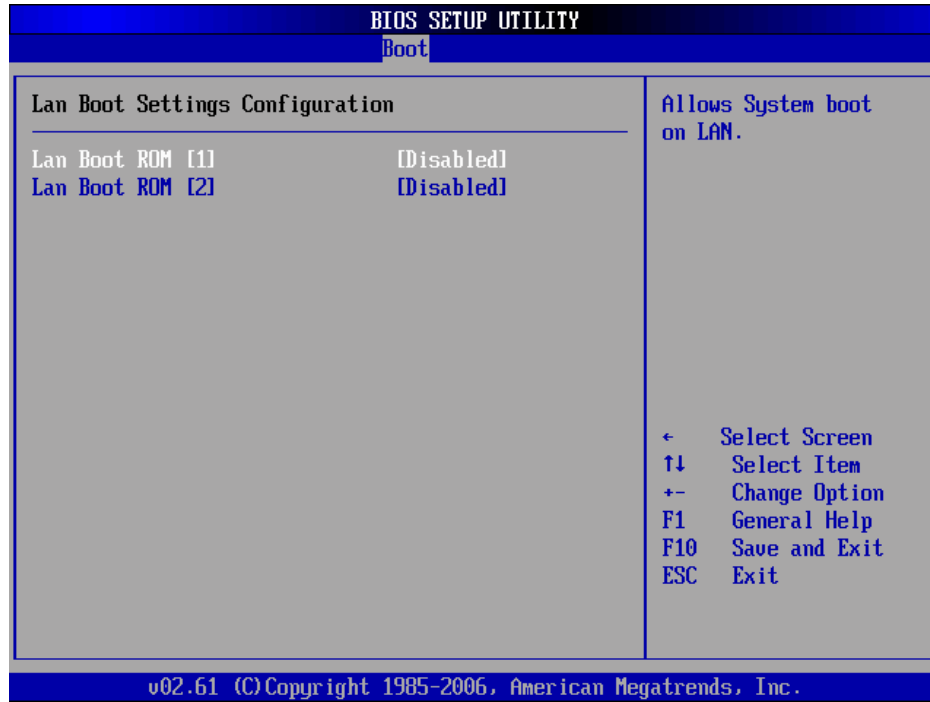 BIOS SETUP UTILITY
Boot
Lan Boot Settings Configuration
Lan Boot ROM [1] [Disabled]
Lan Boot ROM [2] [Disabled]
Allows System boot
on LAN.
← Select Screen
↑↓ Select Item
+- Change Option
F1 General Help
F10 Save and Exit
ESC Exit
v02.61 (C)Copyright 1985-2006, American Megatrends, Inc.